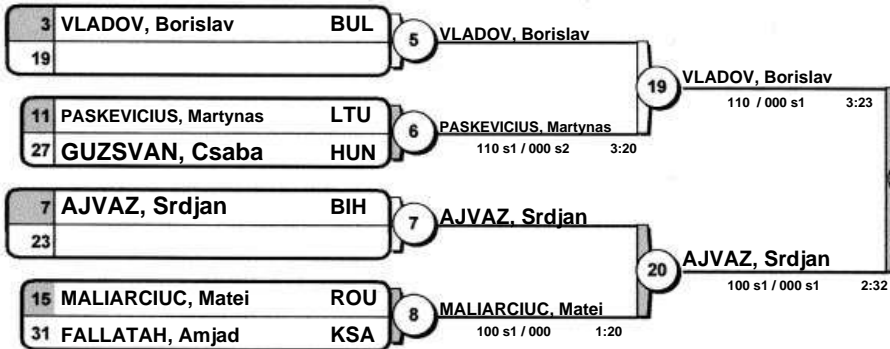 3 VLADOV, Borislav BUL
19
5 VLADOV, Borislav
11 PASKEVICIUS, Martynas LTU
27 GUZSVAN, Csaba HUN
6 PASKEVICIUS, Martynas
110 s1 / 000 s2 3:20
19 VLADOV, Borislav
110 / 000 s1 3:23
7 AJVAZ, Srdjan BIH
23
7 AJVAZ, Srdjan
15 MALIARCIUC, Matei ROU
31 FALLATAH, Amjad KSA
8 MALIARCIUC, Matei
100 s1 / 000 1:20
20 AJVAZ, Srdjan
100 s1 / 000 s1 2:32